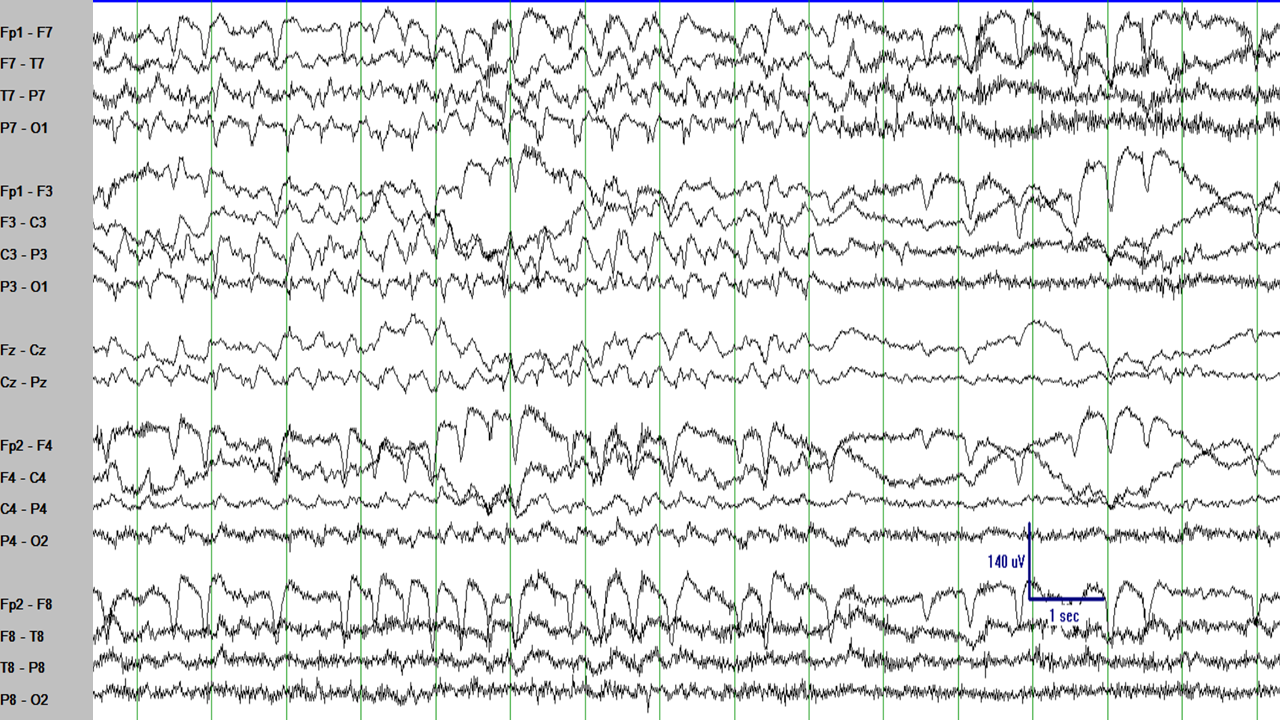 Fp1 - F7
F7 - T7
T7 - P7
P7 - O1
Fp1 - F3
F3 - C3
C3 - P3
P3 - O1
Fz - Cz
Cz - Pz
Fp2 - F4
F4 - C4
C4 - P4
P4 - O2
140 uV
Fp2 - F8
1 sec
F8 - T8
T8 - P8
P8 - O2